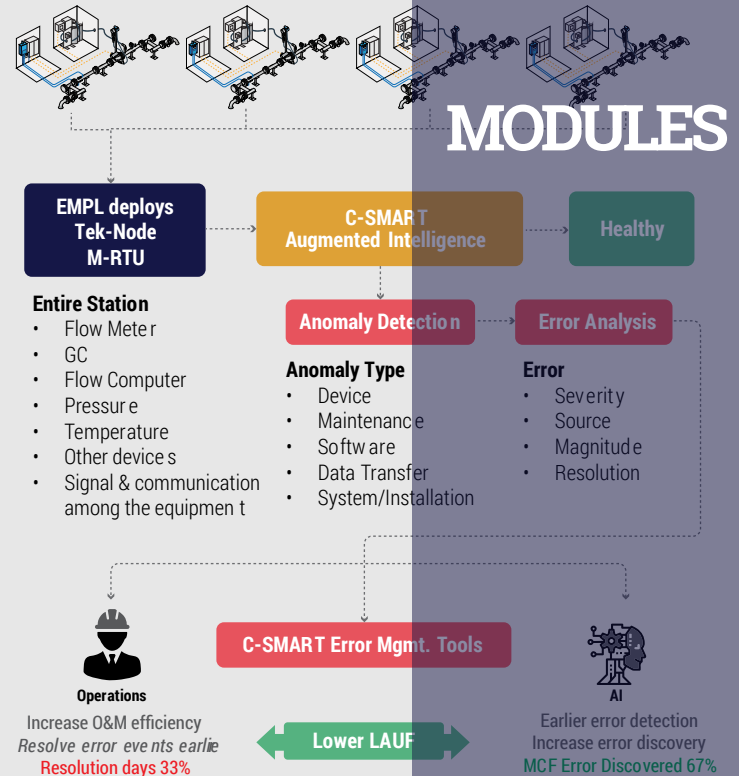 MODULES
EMPL deploys
Tek-Node
M-RTU
C-SMART
Augmented Intelligence
Healthy
Entire Station
• Flow Meter
• GC
• Flow Computer
• Pressure
• Temperature
• Other devices
• Signal & communication
among the equipment
Anomaly Detection
Error Analysis
Anomaly Type
• Device
• Maintenance
• Software
• Data Transfer
• System/Installation
Error
• Severity
• Source
• Magnitude
• Resolution
C-SMART Error Mgmt. Tools
Operations
Increase O&M efficiency
Resolve error events earlie
Resolution days 33%
Lower LAUF
AI
Earlier error detection
Increase error discovery
MCF Error Discovered 67%